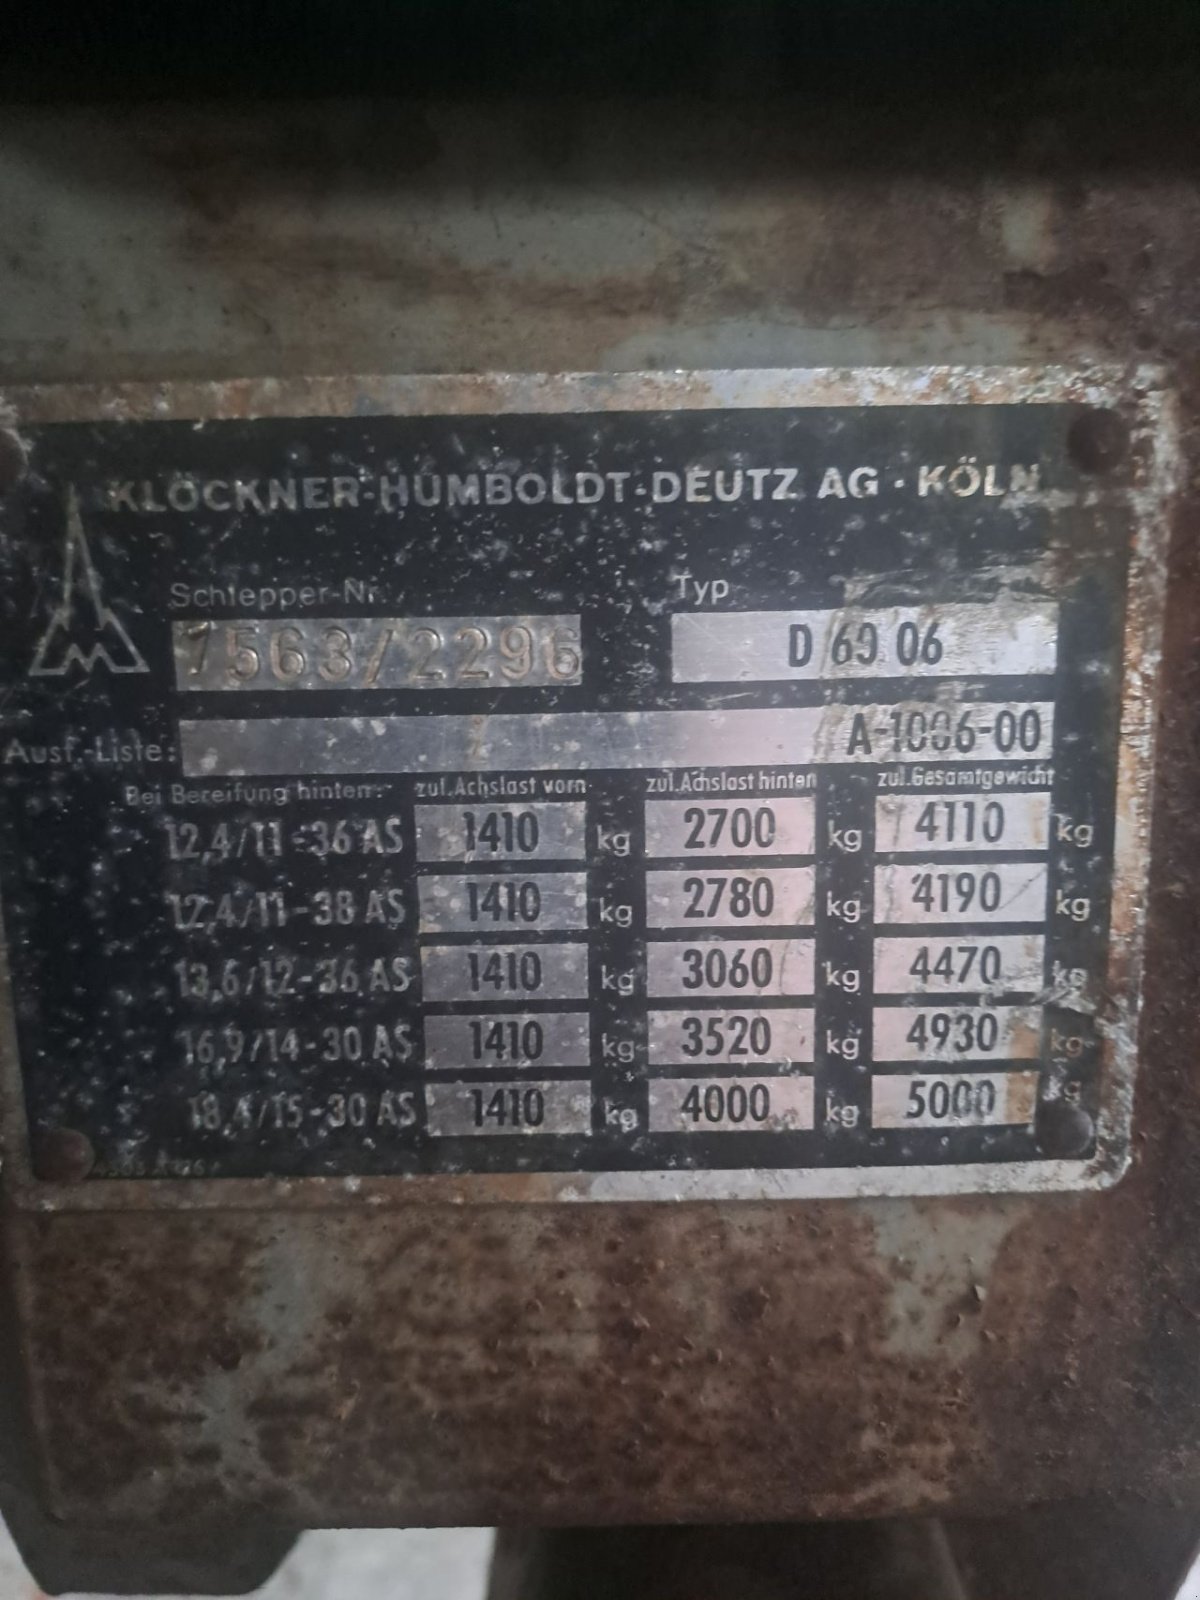 KLÖCKNER-HUMBOLDT-DEUTZ AG · KÖLN
Schlepper-Nr. Typ
7563/2296 D 60 06
Ausf.-Liste: A-1006-00
Bei Bereifung hinten: zul.Achslast vorn zul.Achslast hinten zul.Gesamtgewicht
12,4/11-36 AS 1410 kg 2700 kg 4110 kg
12,4/11-38 AS 1410 kg 2780 kg 4190 kg
13,6/12-36 AS 1410 kg 3060 kg 4470 kg
16,9/14-30 AS 1410 kg 3520 kg 4930 kg
18,4/15-30 AS 1410 kg 4000 kg 5000 kg